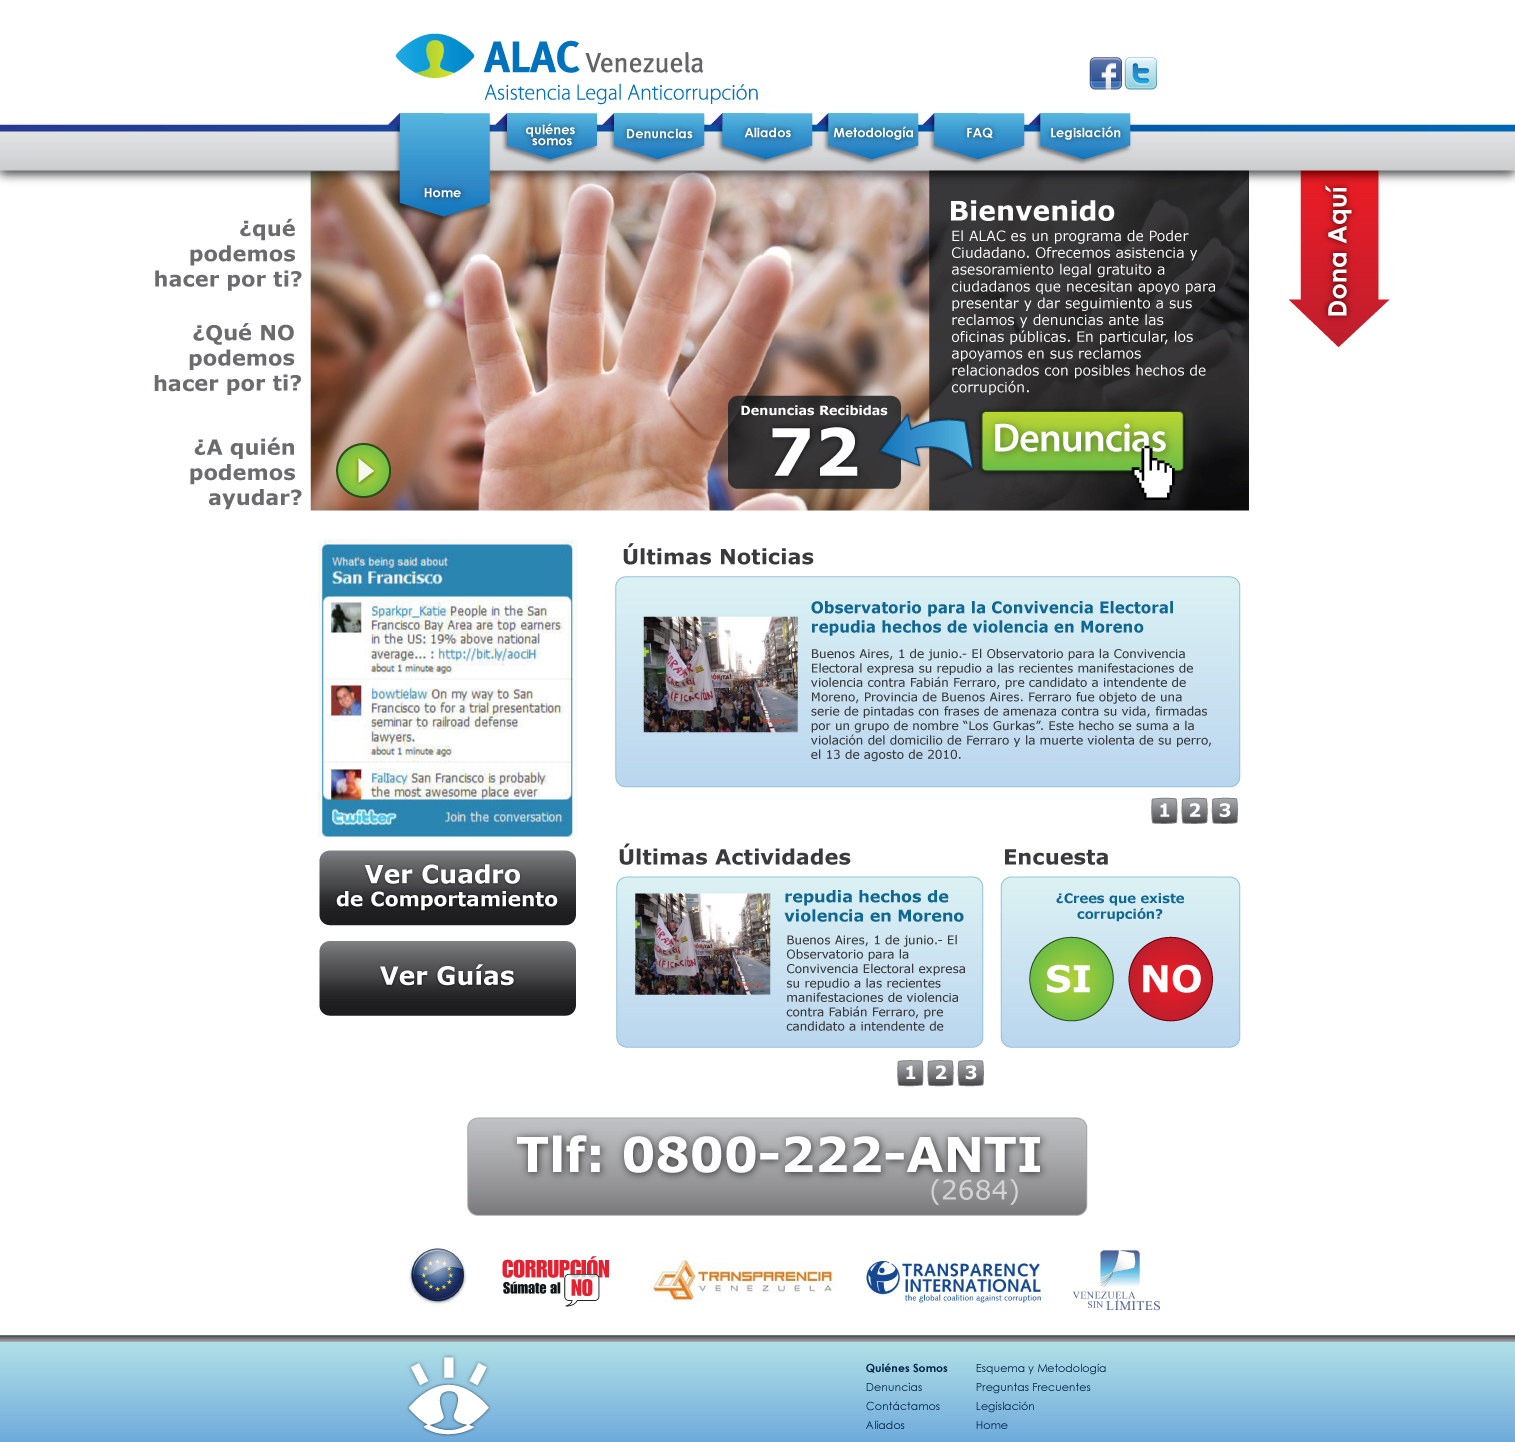 ALAC Venezuela
Asistencia Legal Anticorrupción
Home
quiénes
somos
Denuncias
Aliados
Metodología
FAQ
Legislación
¿qué
podemos
hacer por ti?
¿Qué NO
podemos
hacer por ti?
¿A quién
podemos
ayudar?
Bienvenido
El ALAC es un programa de Poder
Ciudadano. Ofrecemos asistencia y
asesoramiento legal gratuito a
ciudadanos que necesitan apoyo para
presentar y dar seguimiento a sus
reclamos y denuncias ante las
oficinas públicas. En particular, los
apoyamos en sus reclamos
relacionados con posibles hechos de
corrupción.
Denuncias Recibidas
72
Denuncias
Dona Aquí
What's being said about
San Francisco
Sparkpr_Katie People in the San
Francisco Bay Area are top earners
in the US: 19% above national
average... : http://bit.ly/aociH
about 1 minute ago
bowtielaw On my way to San
Francisco to for a trial presentation
seminar to railroad defense
lawyers.
about 1 minute ago
FalIacy San Francisco is probably
the most awesome place ever
twitter
Join the conversation
Ver Cuadro
de Comportamiento
Ver Guías
Últimas Noticias
Observatorio para la Convivencia Electoral
repudia hechos de violencia en Moreno
Buenos Aires, 1 de junio.- El Observatorio para la Convivencia
Electoral expresa su repudio a las recientes manifestaciones de
violencia contra Fabián Ferraro, pre candidato a intendente de
Moreno, Provincia de Buenos Aires. Ferraro fue objeto de una
serie de pintadas con frases de amenaza contra su vida, firmadas
por un grupo de nombre “Los Gurkas”. Este hecho se suma a la
violación del domicilio de Ferraro y la muerte violenta de su perro,
el 13 de agosto de 2010.
1 2 3
Últimas Actividades
repudia hechos de
violencia en Moreno
Buenos Aires, 1 de junio.- El
Observatorio para la
Convivencia Electoral expresa
su repudio a las recientes
manifestaciones de violencia
contra Fabián Ferraro, pre
candidato a intendente de
1 2 3
Encuesta
¿Crees que existe
corrupción?
SI
NO
Tlf: 0800-222-ANTI
(2684)
CORRUPCIÓN
Súmate al NO
TRANSPARENCIA
VENEZUELA
TRANSPARENCY
INTERNATIONAL
the global coalition against corruption
VENEZUELA
SIN LÍMITES
Quiénes Somos
Denuncias
Contáctamos
Aliados
Esquema y Metodología
Preguntas Frecuentes
Legislación
Home